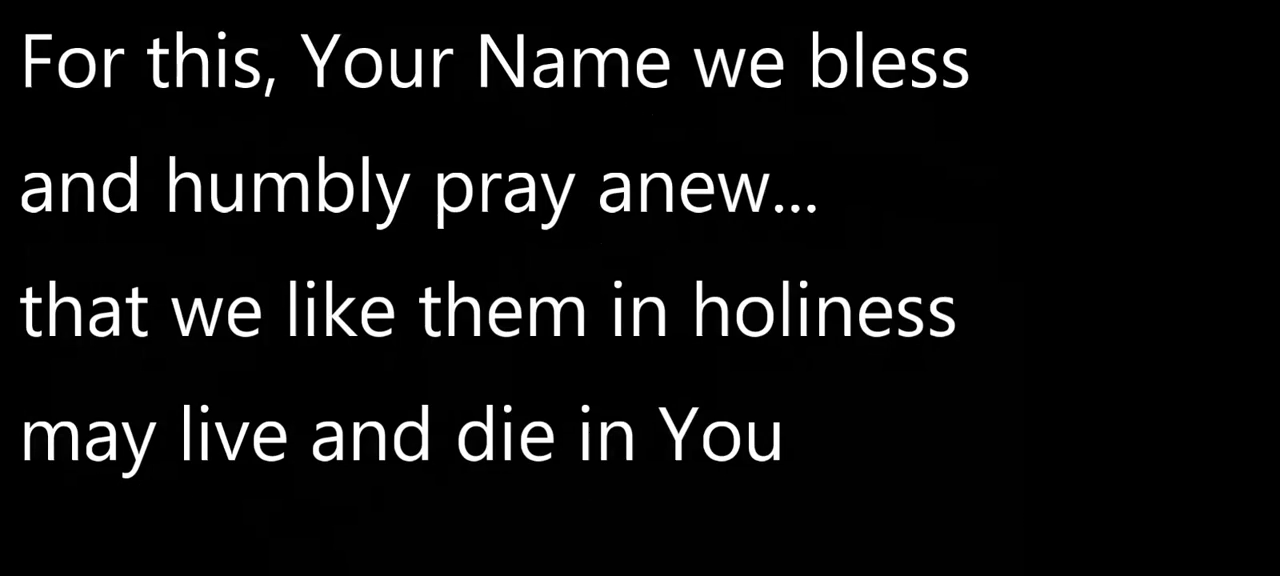 For this, Your Name we bless
and humbly pray anew...
that we like them in holiness
may live and die in You